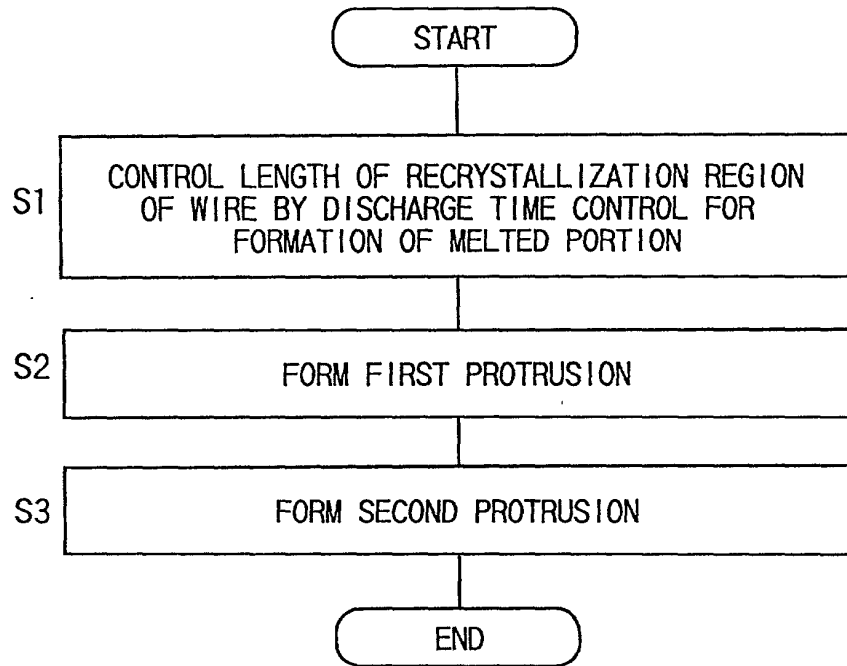 START
S1
CONTROL LENGTH OF RECRYSTALLIZATION REGION
OF WIRE BY DISCHARGE TIME CONTROL FOR
FORMATION OF MELTED PORTION
S2
FORM FIRST PROTRUSION
S3
FORM SECOND PROTRUSION
END